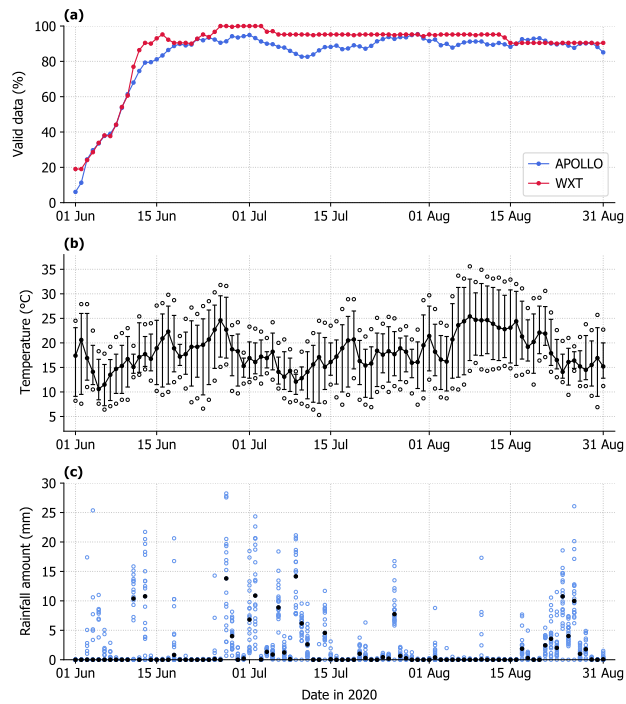 (a)
Valid data (%)
100
80
60
40
20
0
APOLLO
WXT
01 Jun 15 Jun 01 Jul 15 Jul 01 Aug 15 Aug 31 Aug
(b)
Temperature (°C)
35
30
25
20
15
10
5
01 Jun 15 Jun 01 Jul 15 Jul 01 Aug 15 Aug 31 Aug
(c)
Rainfall amount (mm)
30
25
20
15
10
5
0
01 Jun 15 Jun 01 Jul 15 Jul 01 Aug 15 Aug 31 Aug
Date in 2020